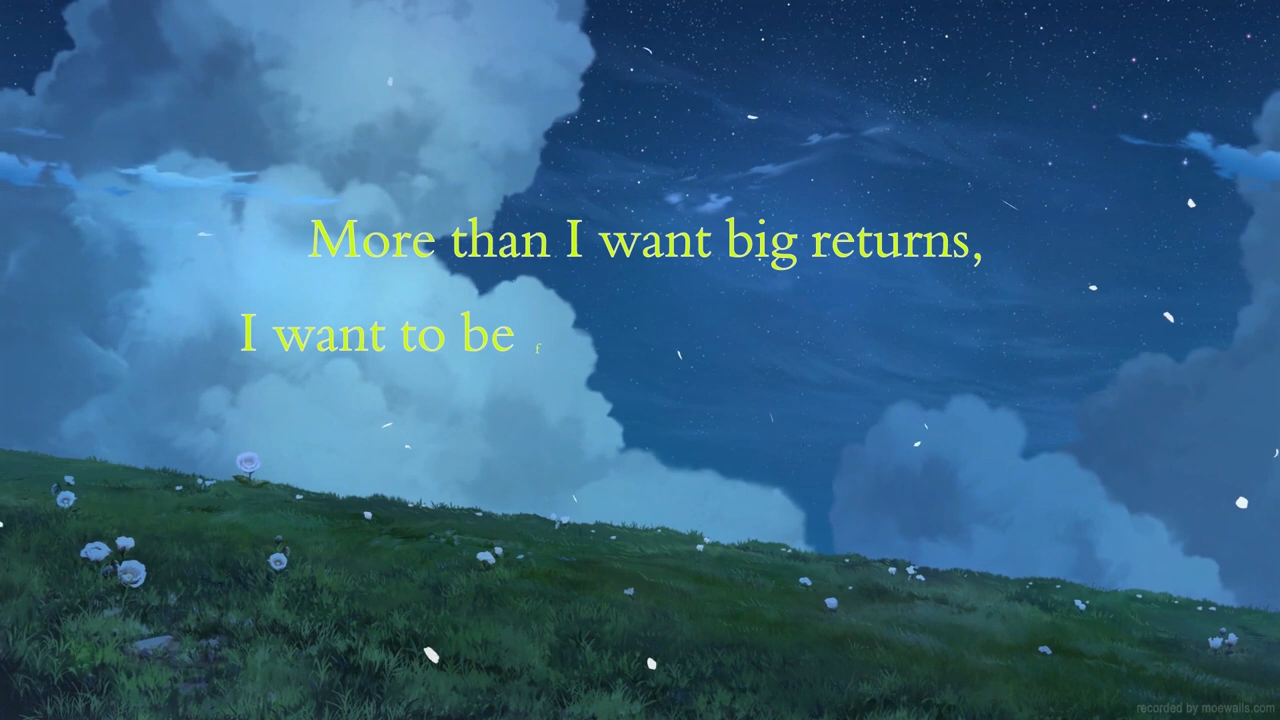 More than I want big returns,
I want to be f
recorded by moewalls.com